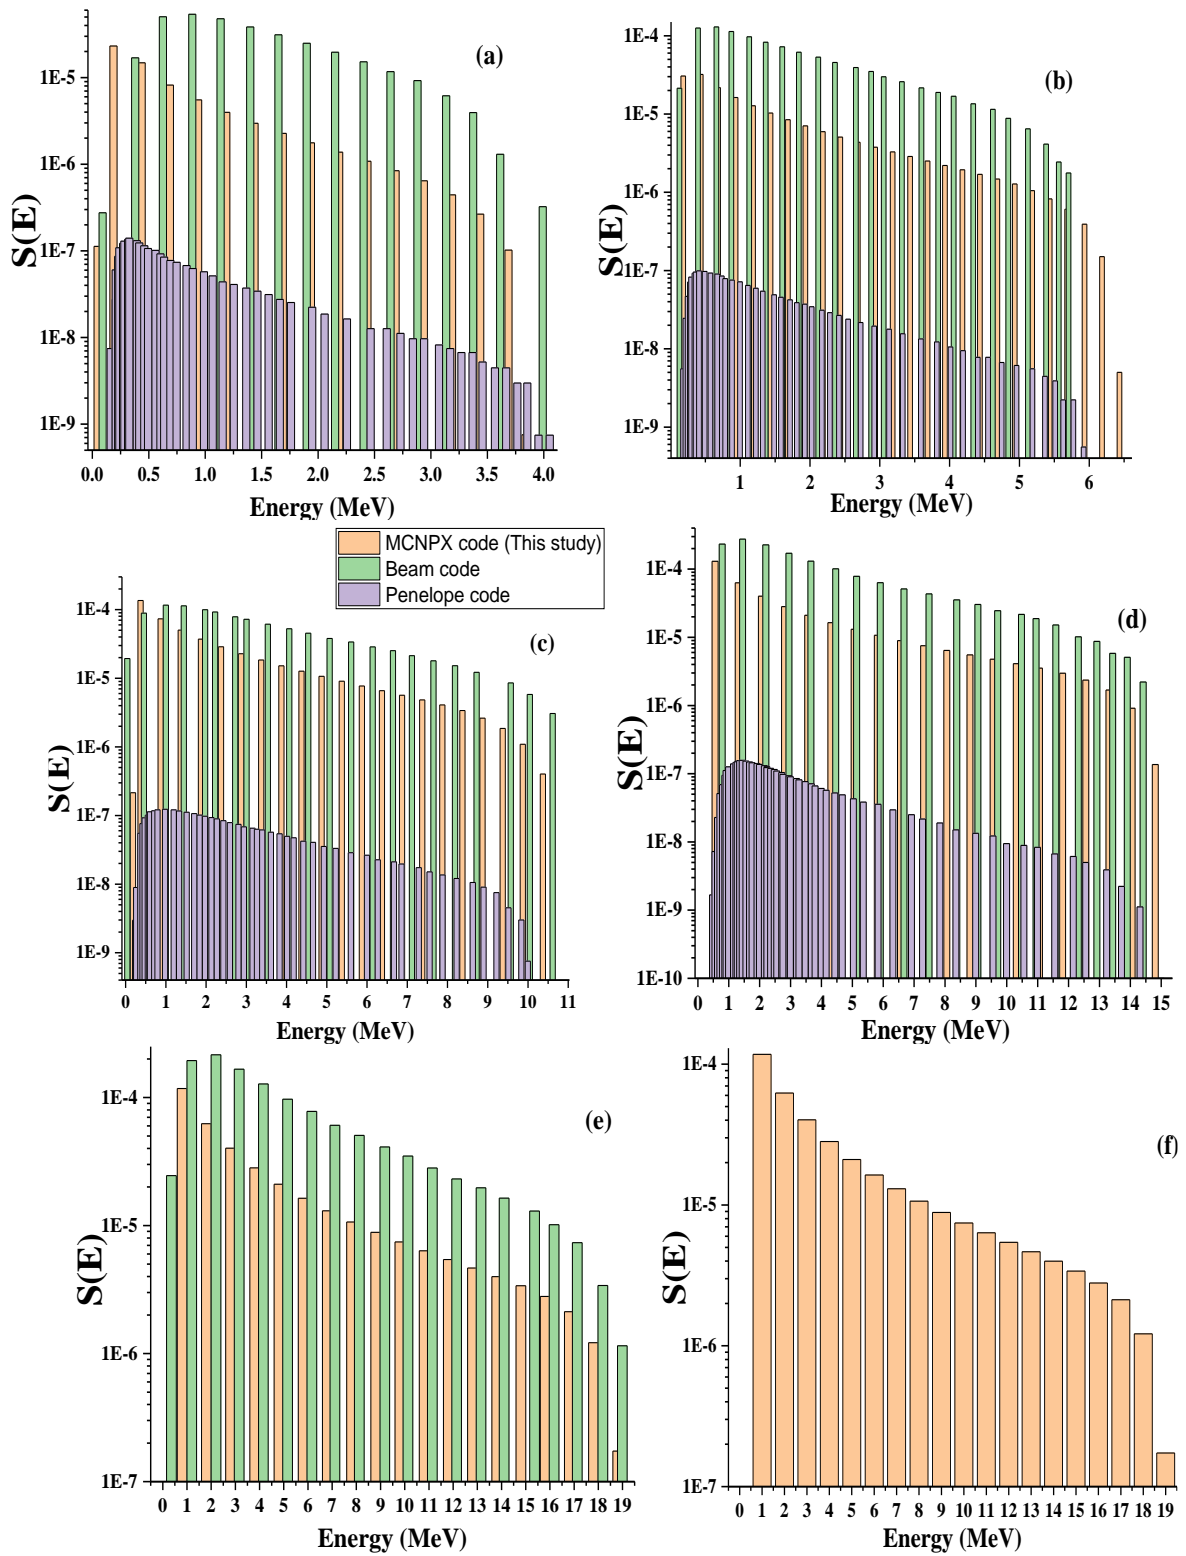 (a)
1E-5
1E-6
1E-7
1E-8
1E-9
S(E)
0.0 0.5 1.0 1.5 2.0 2.5 3.0 3.5 4.0
Energy (MeV)
(b)
1E-4
1E-5
1E-6
1E-7
1E-8
1E-9
S(E)
1 2 3 4 5 6
Energy (MeV)
MCNPX code (This study)
Beam code
Penelope code
(c)
1E-4
1E-5
1E-6
1E-7
1E-8
1E-9
S(E)
0 1 2 3 4 5 6 7 8 9 10 11
Energy (MeV)
(d)
1E-4
1E-5
1E-6
1E-7
1E-8
1E-9
1E-10
S(E)
0 1 2 3 4 5 6 7 8 9 10 11 12 13 14 15
Energy (MeV)
(e)
1E-4
1E-5
1E-6
1E-7
S(E)
0 1 2 3 4 5 6 7 8 9 10 11 12 13 14 15 16 17 18 19
Energy (MeV)
(f)
1E-4
1E-5
1E-6
1E-7
S(E)
0 1 2 3 4 5 6 7 8 9 10 11 12 13 14 15 16 17 18 19
Energy (MeV)